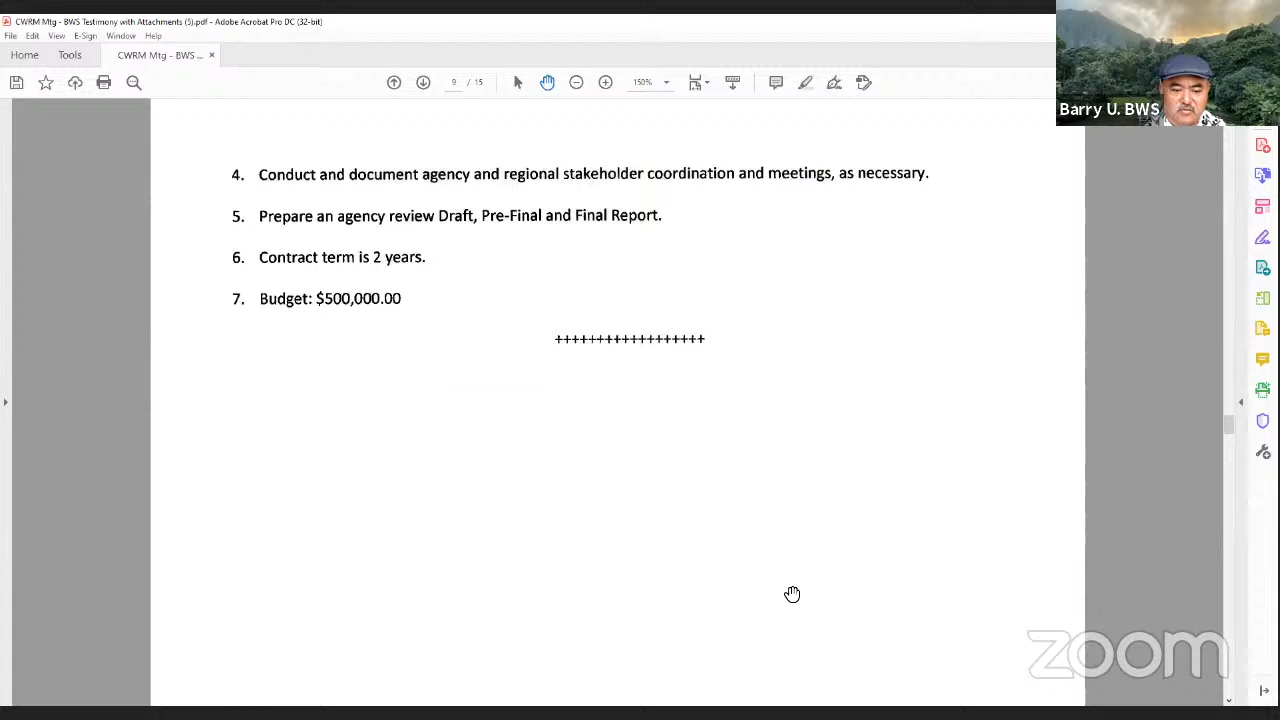 CWRM Mtg - BWS Testimony with Attachments (5).pdf - Adobe Acrobat Pro DC (32-bit)
File Edit View E-Sign Window Help
Home Tools CWRM Mtg - BWS ... ×
9 / 15 150%
Barry U. BWS
4. Conduct and document agency and regional stakeholder coordination and meetings, as necessary.
5. Prepare an agency review Draft, Pre-Final and Final Report.
6. Contract term is 2 years.
7. Budget: $500,000.00
++++++++++++++++++
zoom